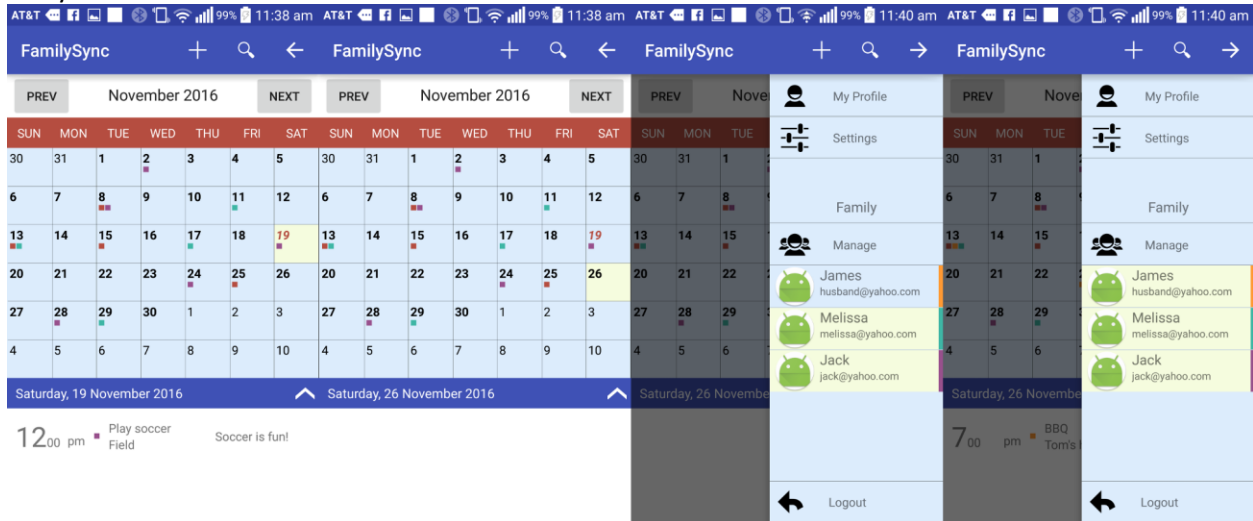 AT&T 99% 11:38 am
FamilySync
PREV November 2016 NEXT
SUN MON TUE WED THU FRI SAT
30 31 1 2 3 4 5
6 7 8 9 10 11 12
13 14 15 16 17 18 19
20 21 22 23 24 25 26
27 28 29 30 1 2 3
4 5 6 7 8 9 10
Saturday, 19 November 2016
12 00 pm Play soccer Soccer is fun!
Field
AT&T 99% 11:38 am
FamilySync
PREV November 2016 NEXT
SUN MON TUE WED THU FRI SAT
30 31 1 2 3 4 5
6 7 8 9 10 11 12
13 14 15 16 17 18 19
20 21 22 23 24 25 26
27 28 29 30 1 2 3
4 5 6 7 8 9 10
Saturday, 26 November 2016
AT&T 99% 11:40 am
FamilySync
PREV Nove
SUN MON TUE
30 31 1
6 7 8
13 14 15
20 21 22
27 28 29
4 5 6
Saturday, 26 Novembe
My Profile
Settings
Family
Manage
James
husband@yahoo.com
Melissa
melissa@yahoo.com
Jack
jack@yahoo.com
Logout
AT&T 99% 11:40 am
FamilySync
PREV Nove
SUN MON TUE
30 31 1
6 7 8
13 14 15
20 21 22
27 28 29
4 5 6
Saturday, 26 Novembe
7 00 pm BBQ
Tom's
My Profile
Settings
Family
Manage
James
husband@yahoo.com
Melissa
melissa@yahoo.com
Jack
jack@yahoo.com
Logout